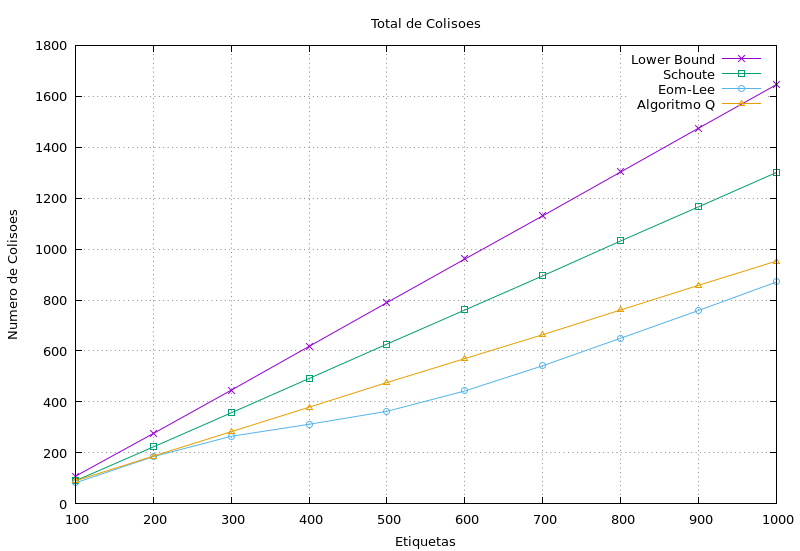 Total de Colisoes
Numero de Colisoes
1800
1600
1400
1200
1000
800
600
400
200
0
Lower Bound
Schoute
Eom-Lee
Algoritmo Q
100 200 300 400 500 600 700 800 900 1000
Etiquetas